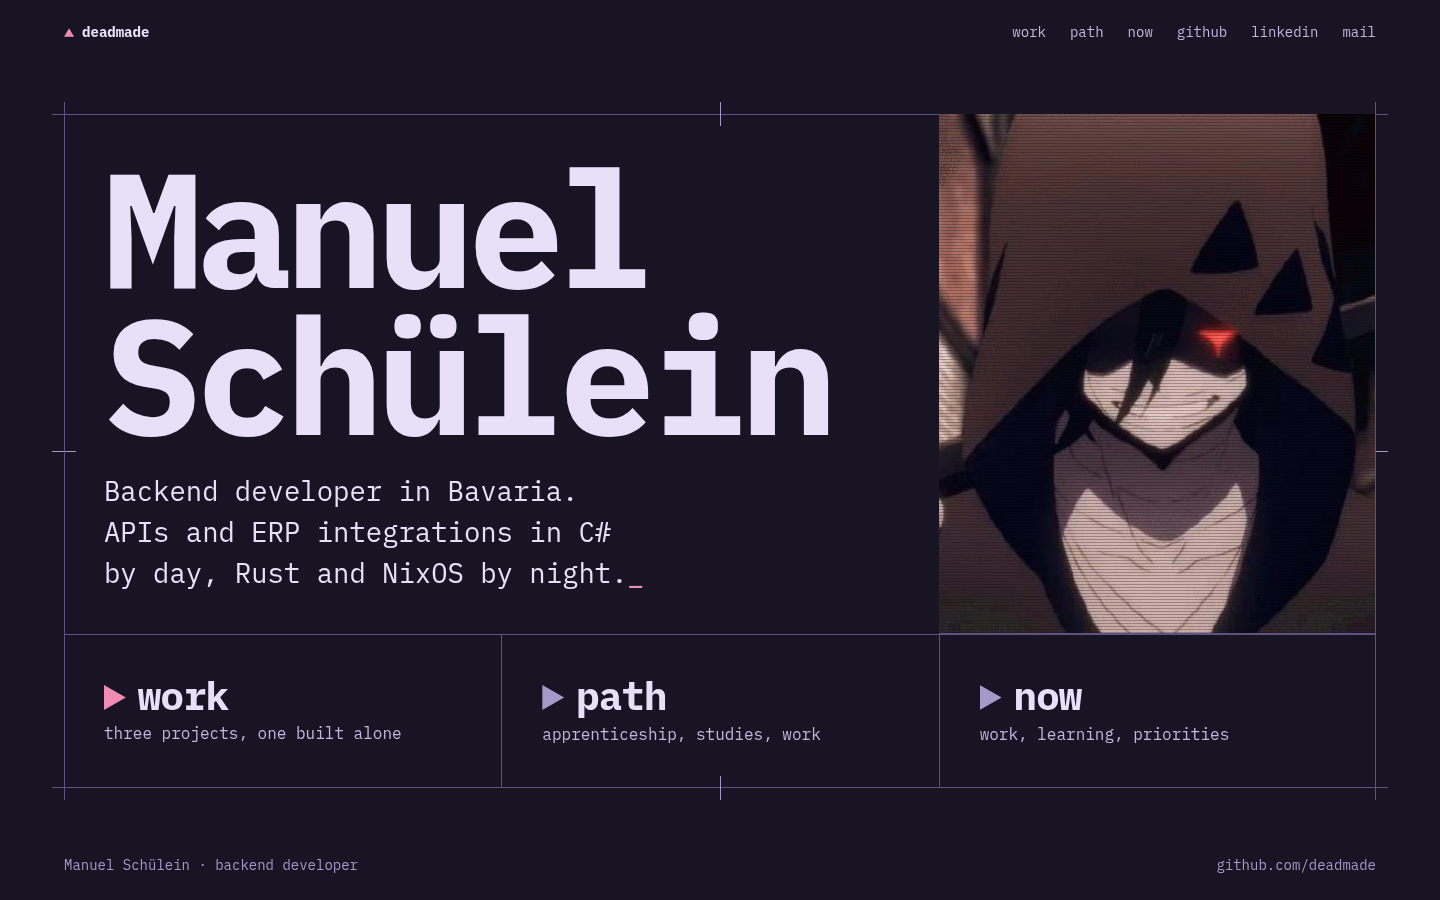 deadmade
work path now github linkedin mail
Manuel
Schülein
Backend developer in Bavaria.
APIs and ERP integrations in C#
by day, Rust and NixOS by night._
work
three projects, one built alone
path
apprenticeship, studies, work
now
work, learning, priorities
Manuel Schülein · backend developer
github.com/deadmade